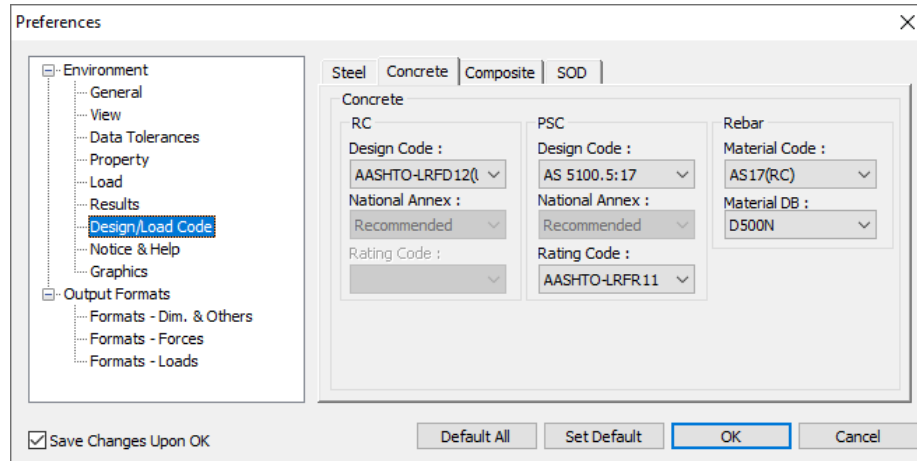 Preferences
Environment
General
View
Data Tolerances
Property
Load
Results
Design/Load Code
Notice & Help
Graphics
Output Formats
Formats - Dim. & Others
Formats - Forces
Formats - Loads
Steel Concrete Composite SOD
Concrete
RC
Design Code :
AASHTO-LRFD12(
National Annex :
Recommended
Rating Code :
PSC
Design Code :
AS 5100.5:17
National Annex :
Recommended
Rating Code :
AASHTO-LRFR11
Rebar
Material Code :
AS17(RC)
Material DB :
D500N
Save Changes Upon OK
Default All Set Default OK Cancel